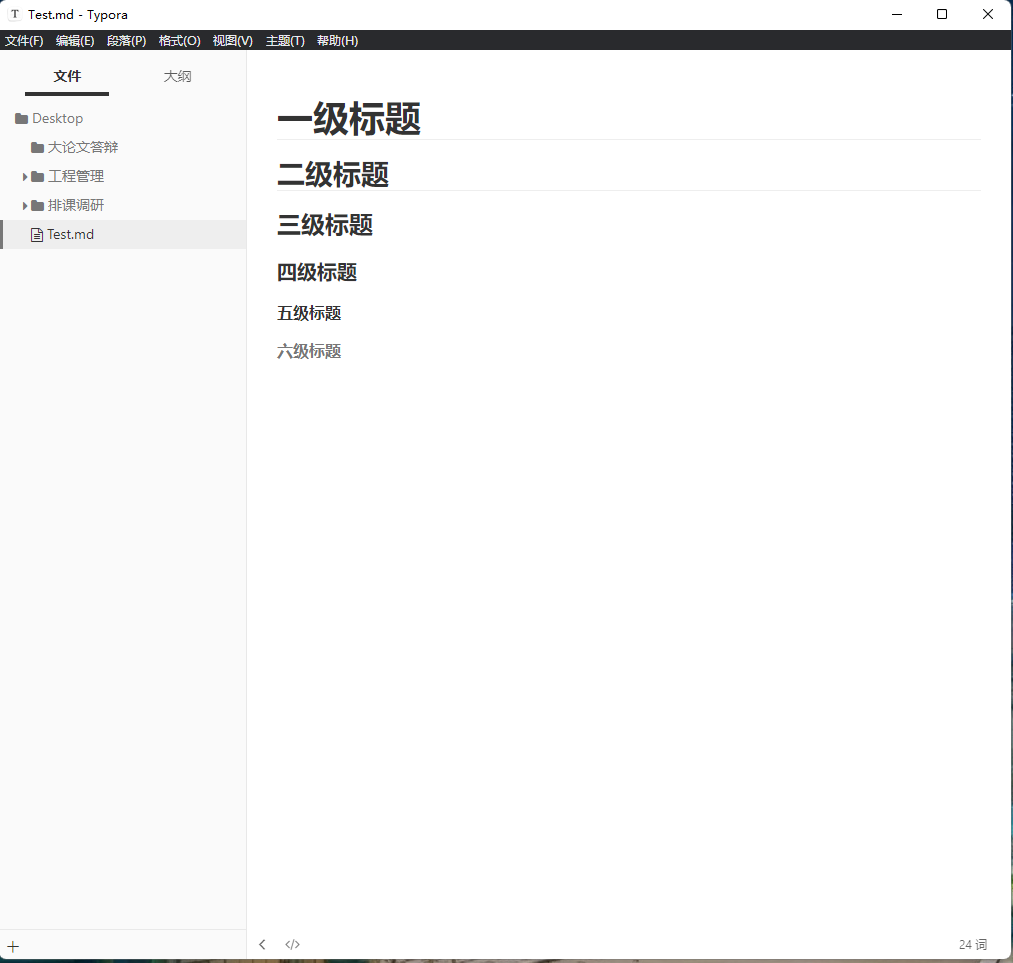 T Test.md - Typora
文件(F) 编辑(E) 段落(P) 格式(O) 视图(V) 主题(T) 帮助(H)
文件 大纲
Desktop
大论文答辩
工程管理
排课调研
Test.md
一级标题
二级标题
三级标题
四级标题
五级标题
六级标题
</> 24 词